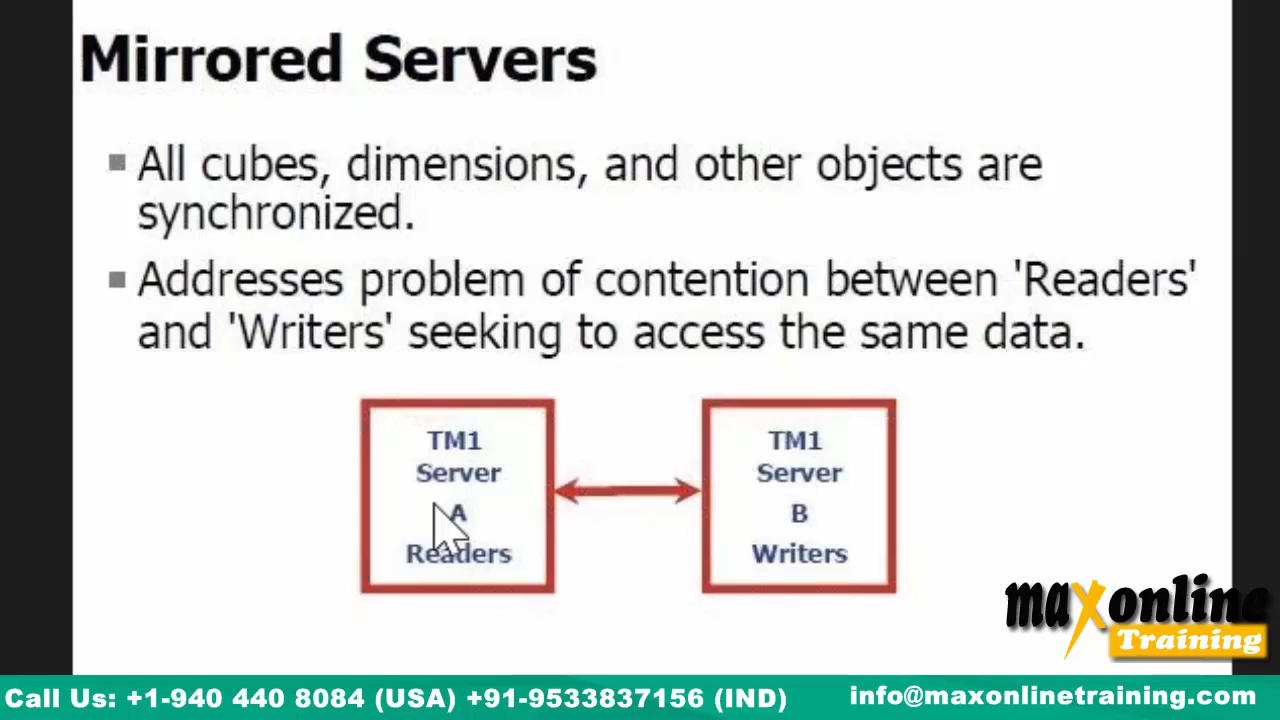 Mirrored Servers
All cubes, dimensions, and other objects are
synchronized.
Addresses problem of contention between 'Readers'
and 'Writers' seeking to access the same data.
TM1
Server
A
Readers
TM1
Server
B
Writers
maxonline
Training
Call Us: +1-940 440 8084 (USA) +91-9533837156 (IND)
info@maxonlinetraining.com